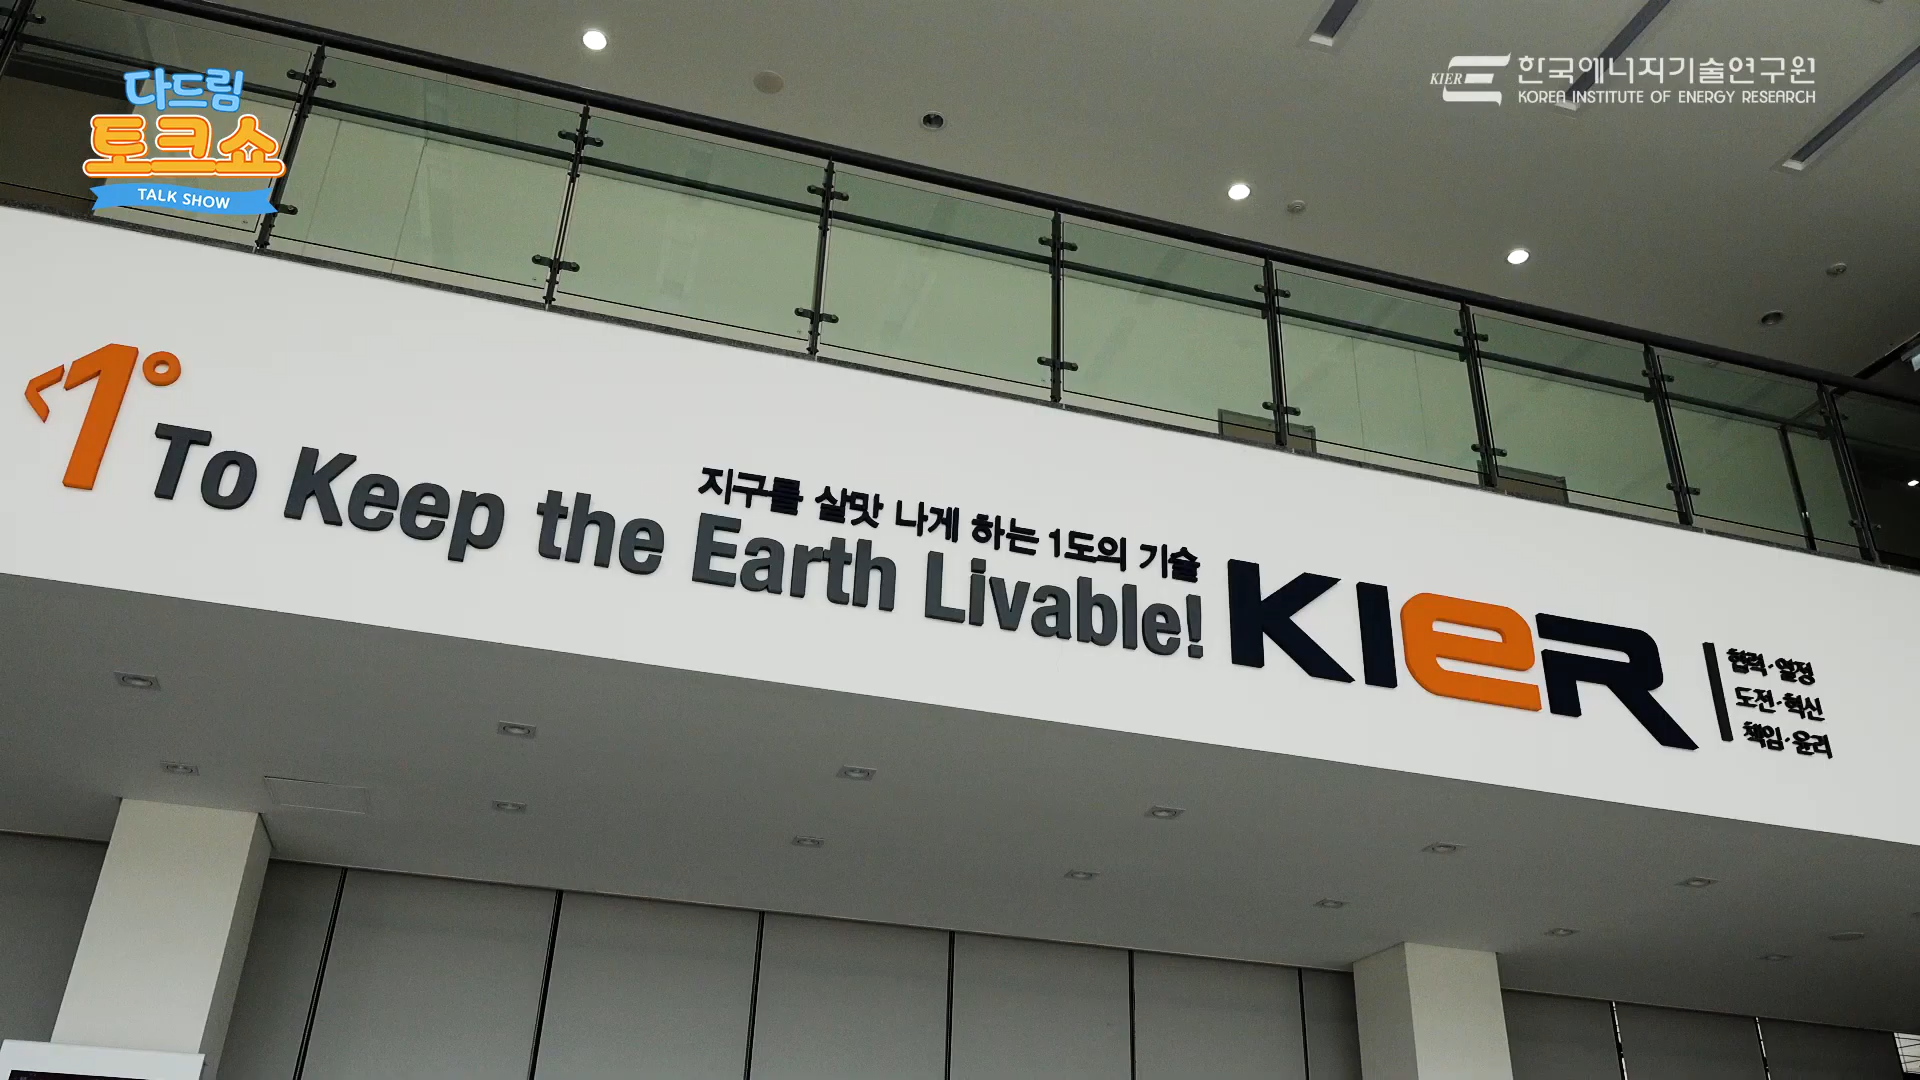 다드림
토크쇼
TALK SHOW
KIER 한국에너지기술연구원
KOREA INSTITUTE OF ENERGY RESEARCH
<1°
지구를 살맛 나게 하는 1도의 기술
To Keep the Earth Livable!
KIeR
협력·열정
도전·혁신
책임·윤리